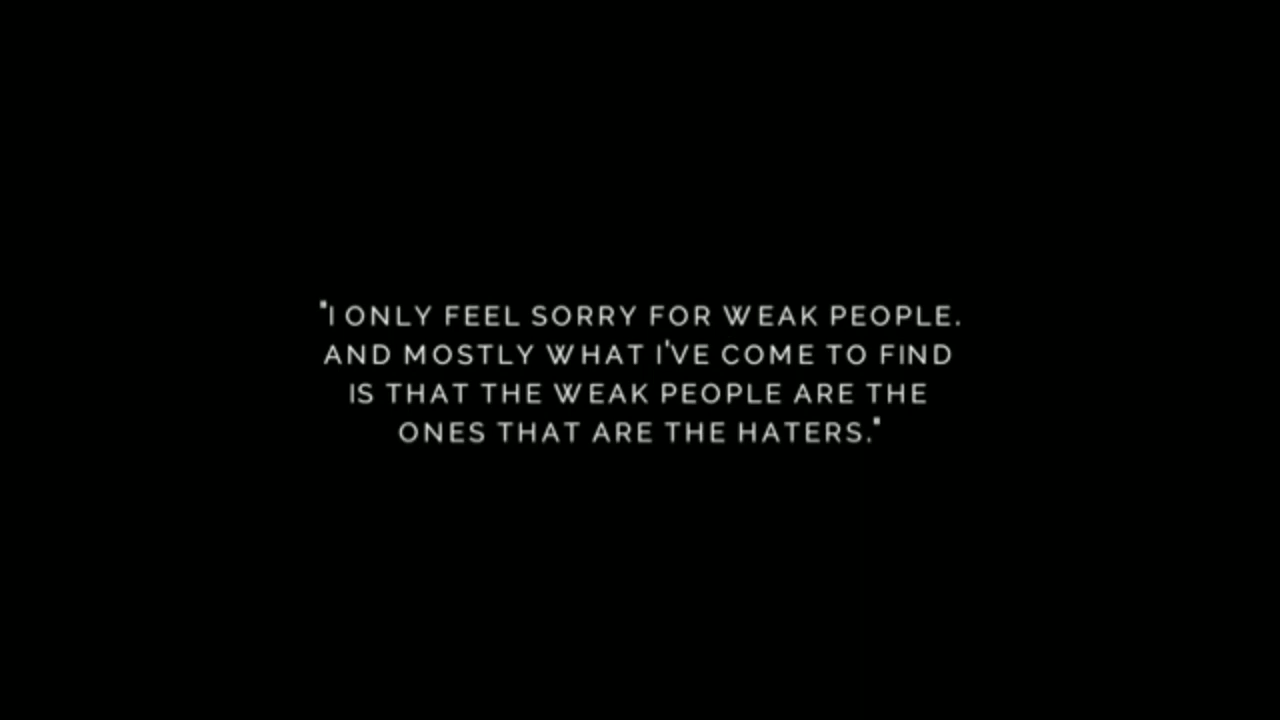 "I ONLY FEEL SORRY FOR WEAK PEOPLE.
AND MOSTLY WHAT I'VE COME TO FIND
IS THAT THE WEAK PEOPLE ARE THE
ONES THAT ARE THE HATERS."